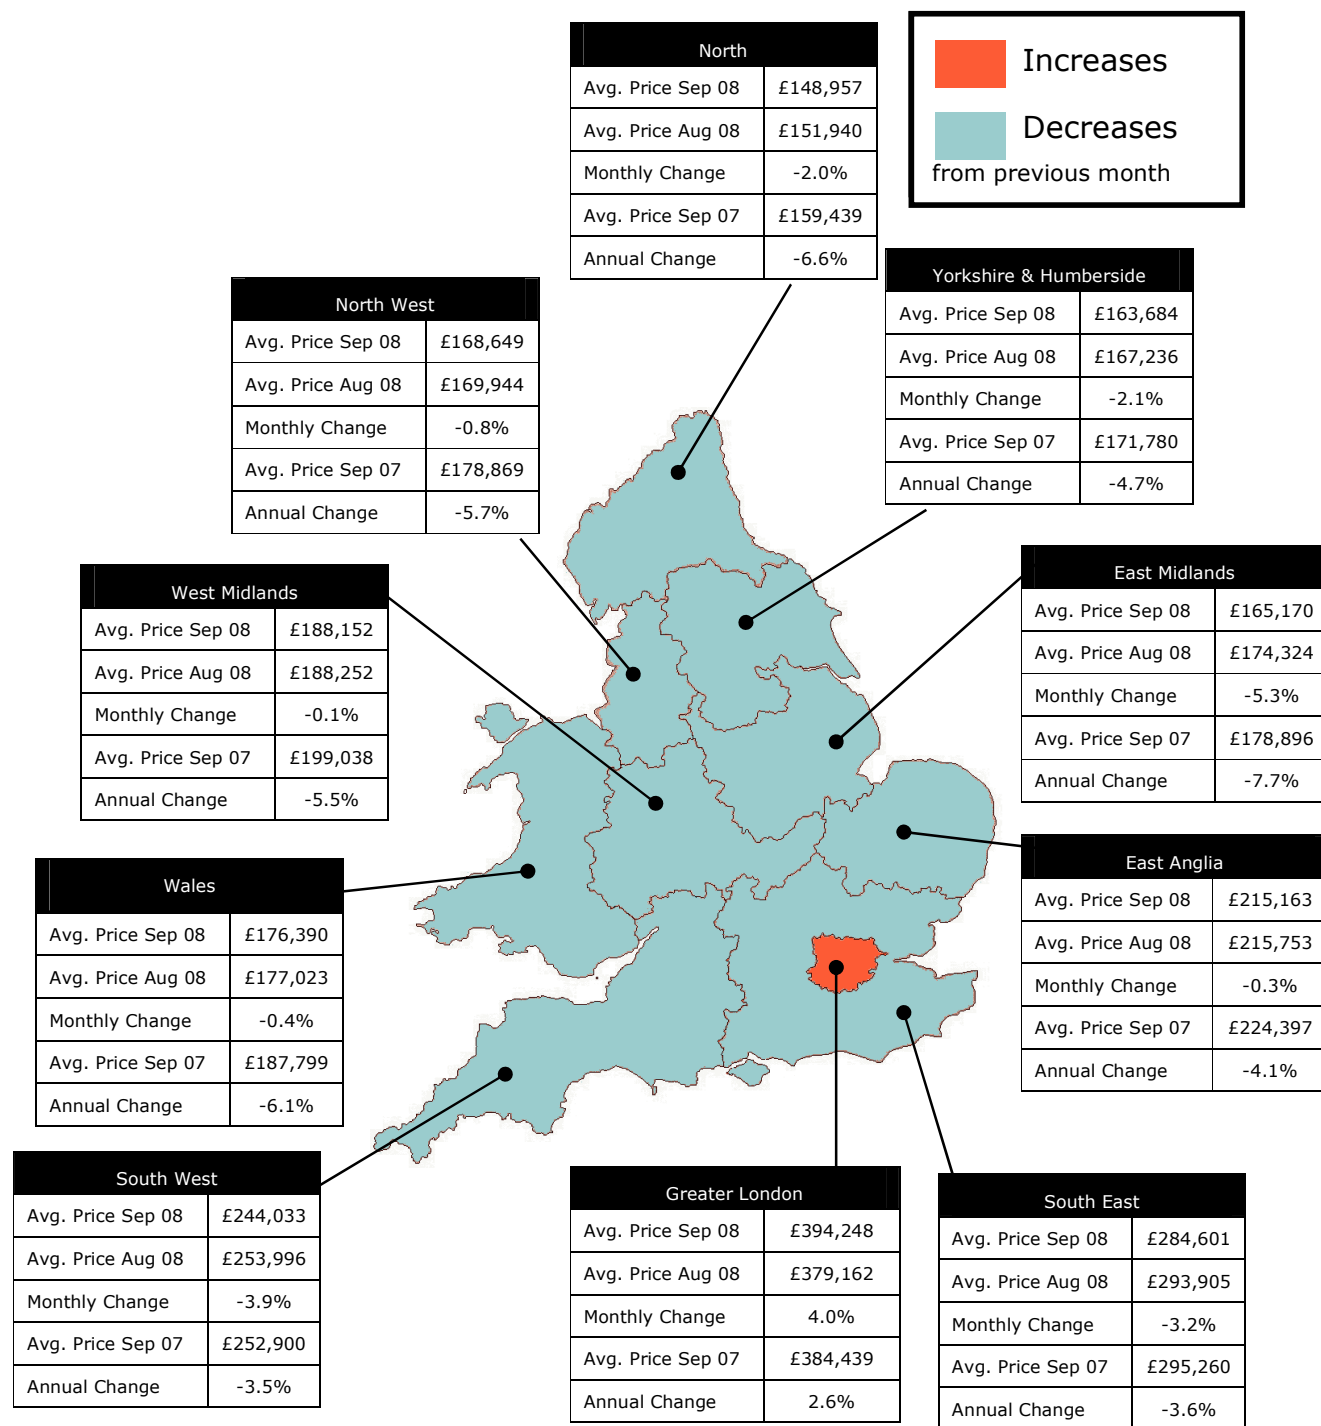 North
Avg. Price Sep 08 £148,957
Avg. Price Aug 08 £151,940
Monthly Change -2.0%
Avg. Price Sep 07 £159,439
Annual Change -6.6%
Increases
Decreases
from previous month
North West
Avg. Price Sep 08 £168,649
Avg. Price Aug 08 £169,944
Monthly Change -0.8%
Avg. Price Sep 07 £178,869
Annual Change -5.7%
Yorkshire & Humberside
Avg. Price Sep 08 £163,684
Avg. Price Aug 08 £167,236
Monthly Change -2.1%
Avg. Price Sep 07 £171,780
Annual Change -4.7%
West Midlands
Avg. Price Sep 08 £188,152
Avg. Price Aug 08 £188,252
Monthly Change -0.1%
Avg. Price Sep 07 £199,038
Annual Change -5.5%
East Midlands
Avg. Price Sep 08 £165,170
Avg. Price Aug 08 £174,324
Monthly Change -5.3%
Avg. Price Sep 07 £178,896
Annual Change -7.7%
Wales
Avg. Price Sep 08 £176,390
Avg. Price Aug 08 £177,023
Monthly Change -0.4%
Avg. Price Sep 07 £187,799
Annual Change -6.1%
East Anglia
Avg. Price Sep 08 £215,163
Avg. Price Aug 08 £215,753
Monthly Change -0.3%
Avg. Price Sep 07 £224,397
Annual Change -4.1%
South West
Avg. Price Sep 08 £244,033
Avg. Price Aug 08 £253,996
Monthly Change -3.9%
Avg. Price Sep 07 £252,900
Annual Change -3.5%
Greater London
Avg. Price Sep 08 £394,248
Avg. Price Aug 08 £379,162
Monthly Change 4.0%
Avg. Price Sep 07 £384,439
Annual Change 2.6%
South East
Avg. Price Sep 08 £284,601
Avg. Price Aug 08 £293,905
Monthly Change -3.2%
Avg. Price Sep 07 £295,260
Annual Change -3.6%